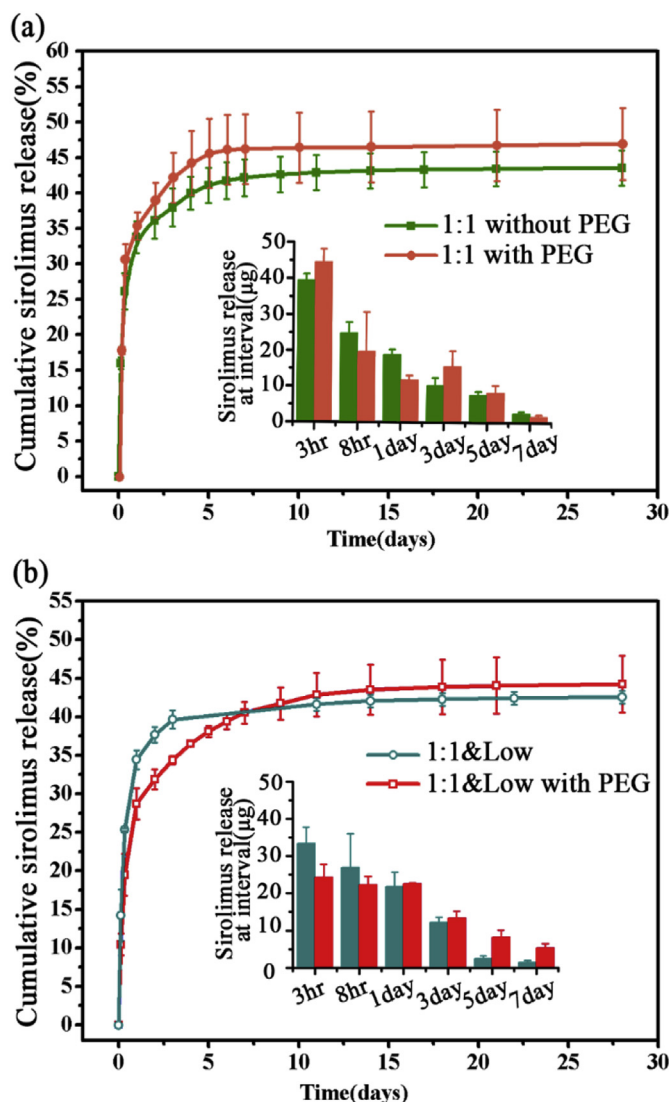 (a)
Cumulative sirolimus release(%)
60
55
50
45
40
35
30
25
20
15
10
5
0
1:1 without PEG
1:1 with PEG
Sirolimus release
at interval(μg)
50
40
30
20
10
0
3hr 8hr 1day 3day 5day 7day
0 5 10 15 20 25 30
Time(days)
(b)
Cumulative sirolimus release(%)
55
50
45
40
35
30
25
20
15
10
5
0
1:1&Low
1:1&Low with PEG
Sirolimus release
at interval(μg)
50
40
30
20
10
0
3hr 8hr 1day 3day 5day 7day
0 5 10 15 20 25 30
Time(days)